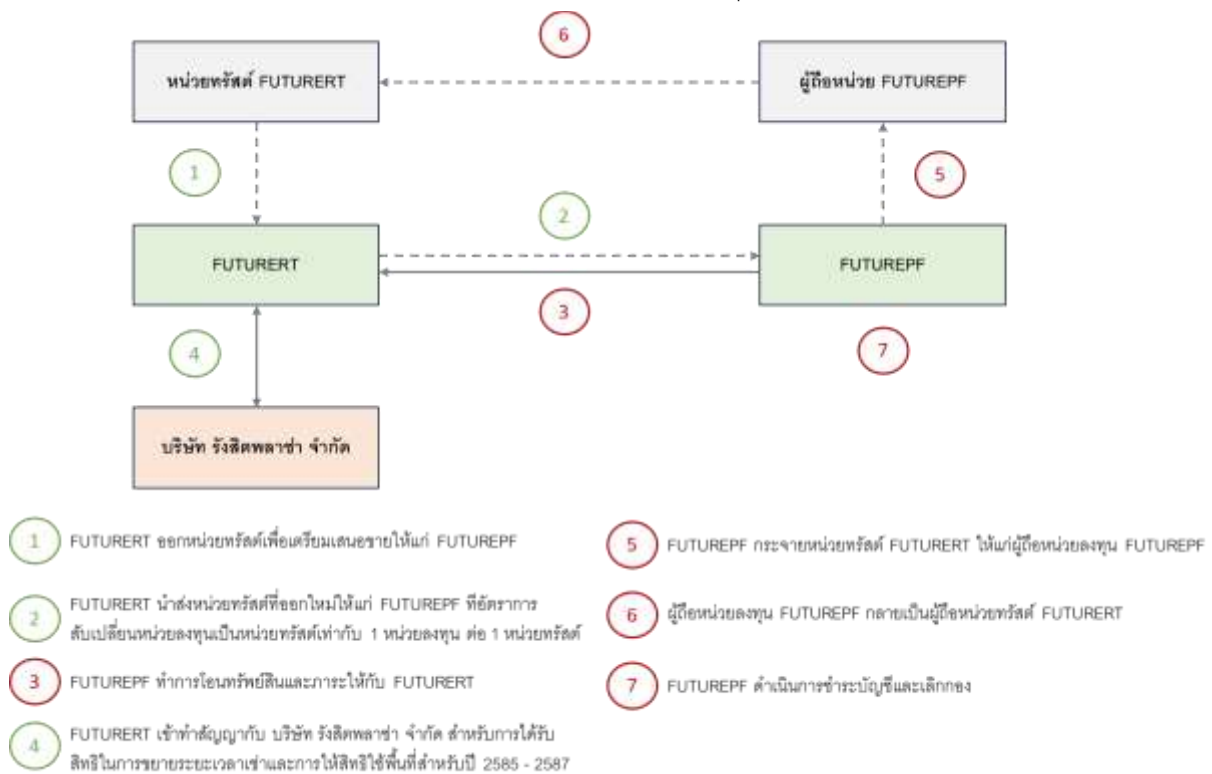 6
หน่วยทรัสต์ FUTURERT
ผู้ถือหน่วย FUTUREPF
1
5
2
FUTURERT
FUTUREPF
3
4
7
บริษัท รังสิตพลาซ่า จำกัด
1 FUTURERT ออกหน่วยทรัสต์เพื่อเตรียมเสนอขายให้แก่ FUTUREPF
2 FUTURERT นำส่งหน่วยทรัสต์ที่ออกใหม่ให้แก่ FUTUREPF ที่อัตราการ
สับเปลี่ยนหน่วยลงทุนเป็นหน่วยทรัสต์เท่ากับ 1 หน่วยลงทุน ต่อ 1 หน่วยทรัสต์
3 FUTUREPF ทำการโอนทรัพย์สินและภาระให้กับ FUTURERT
4 FUTURERT เข้าทำสัญญากับ บริษัท รังสิตพลาซ่า จำกัด สำหรับการได้รับ
สิทธิในการขยายระยะเวลาเช่าและการให้สิทธิใช้พื้นที่สำหรับปี 2585 - 2587
5 FUTUREPF กระจายหน่วยทรัสต์ FUTURERT ให้แก่ผู้ถือหน่วยลงทุน FUTUREPF
6 ผู้ถือหน่วยลงทุน FUTUREPF กลายเป็นผู้ถือหน่วยทรัสต์ FUTURERT
7 FUTUREPF ดำเนินการชำระบัญชีและเลิกกอง